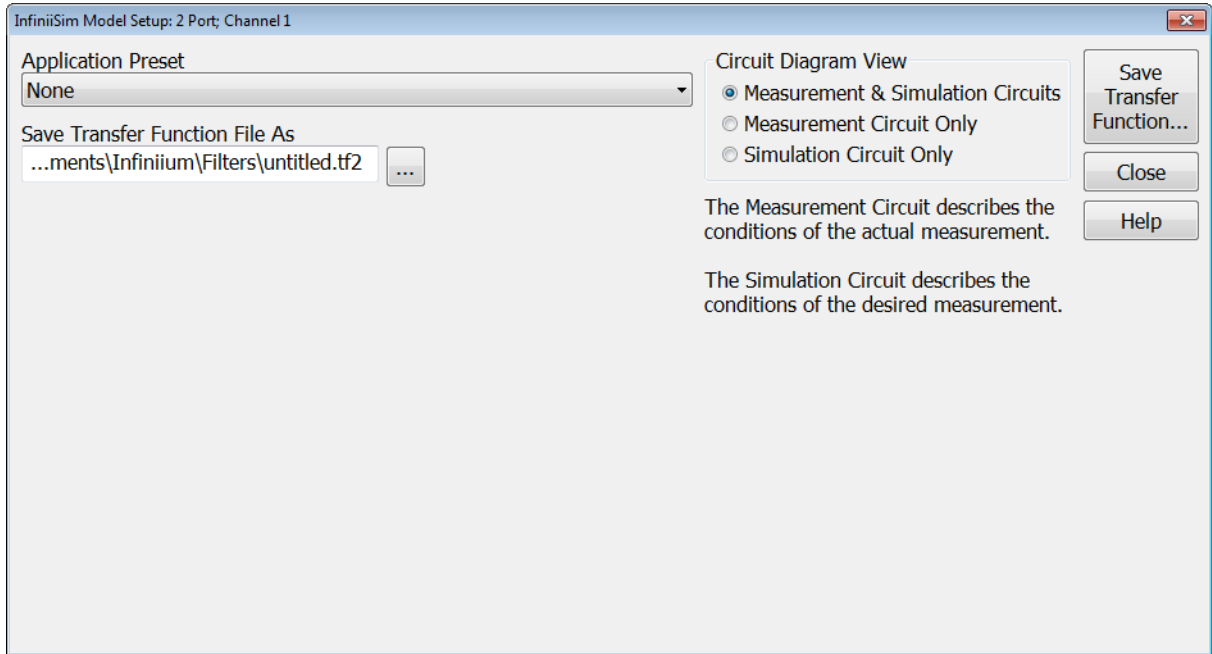 InfiniiSim Model Setup: 2 Port; Channel 1
Application Preset
None
Save Transfer Function File As
...ments\Infiniium\Filters\untitled.tf2
...
Circuit Diagram View
Measurement & Simulation Circuits
Measurement Circuit Only
Simulation Circuit Only
The Measurement Circuit describes the
conditions of the actual measurement.
The Simulation Circuit describes the
conditions of the desired measurement.
Save
Transfer
Function...
Close
Help